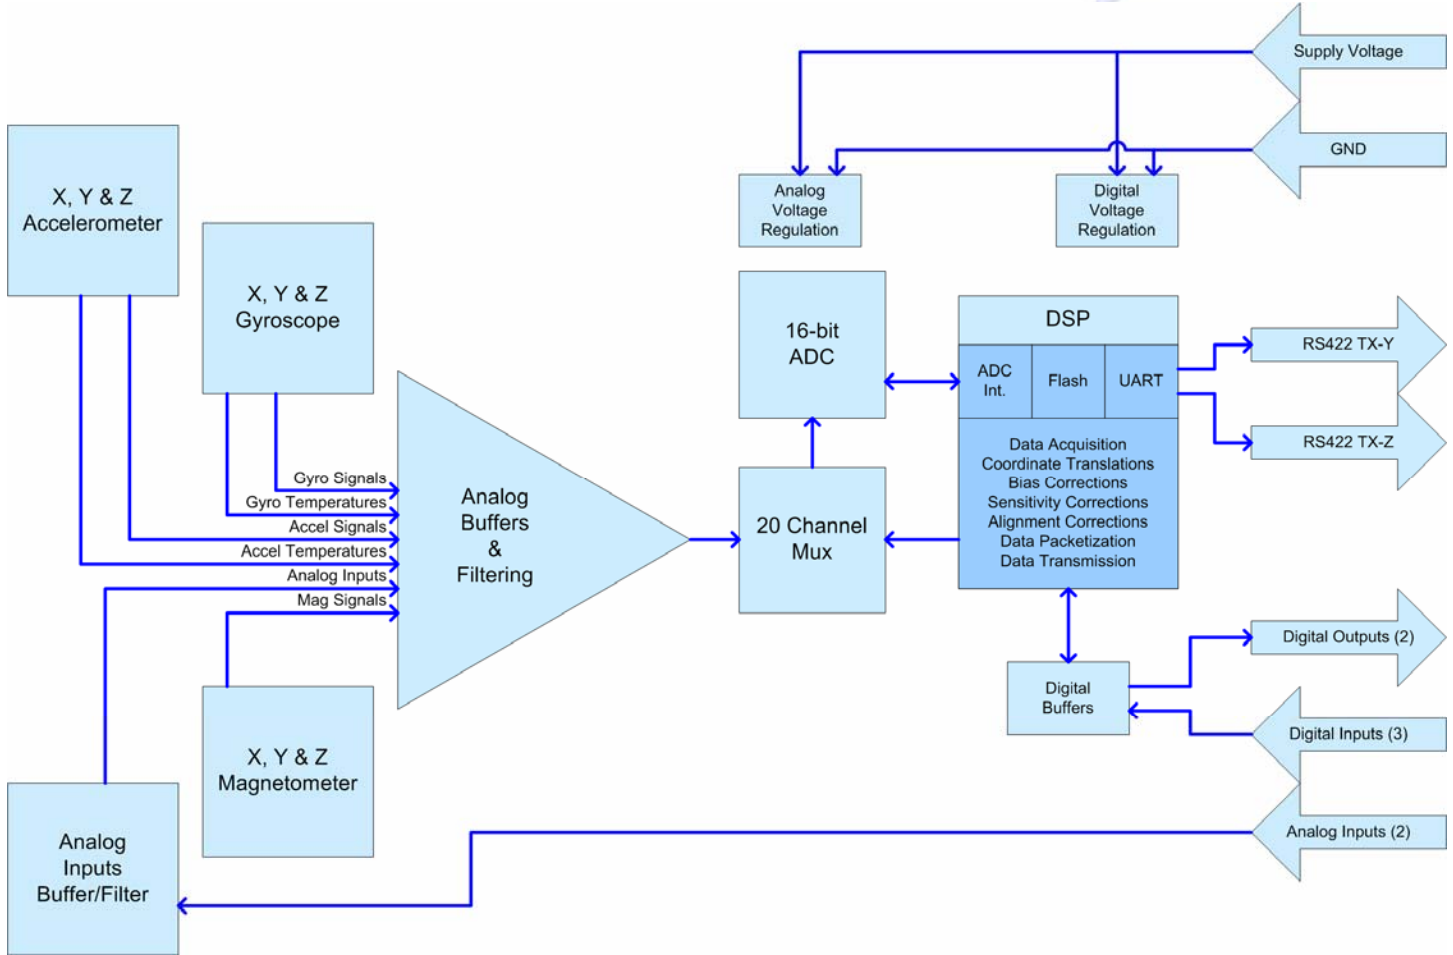 Supply Voltage
GND
X, Y & Z
Accelerometer
Analog
Voltage
Regulation
Digital
Voltage
Regulation
X, Y & Z
Gyroscope
16-bit
ADC
DSP
ADC
Int.
Flash
UART
RS422 TX-Y
RS422 TX-Z
Data Acquisition
Coordinate Translations
Bias Corrections
Sensitivity Corrections
Alignment Corrections
Data Packetization
Data Transmission
Gyro Signals
Gyro Temperatures
Accel Signals
Accel Temperatures
Analog Inputs
Mag Signals
Analog
Buffers
&
Filtering
20 Channel
Mux
Digital Outputs (2)
Digital
Buffers
Digital Inputs (3)
X, Y & Z
Magnetometer
Analog Inputs (2)
Analog
Inputs
Buffer/Filter